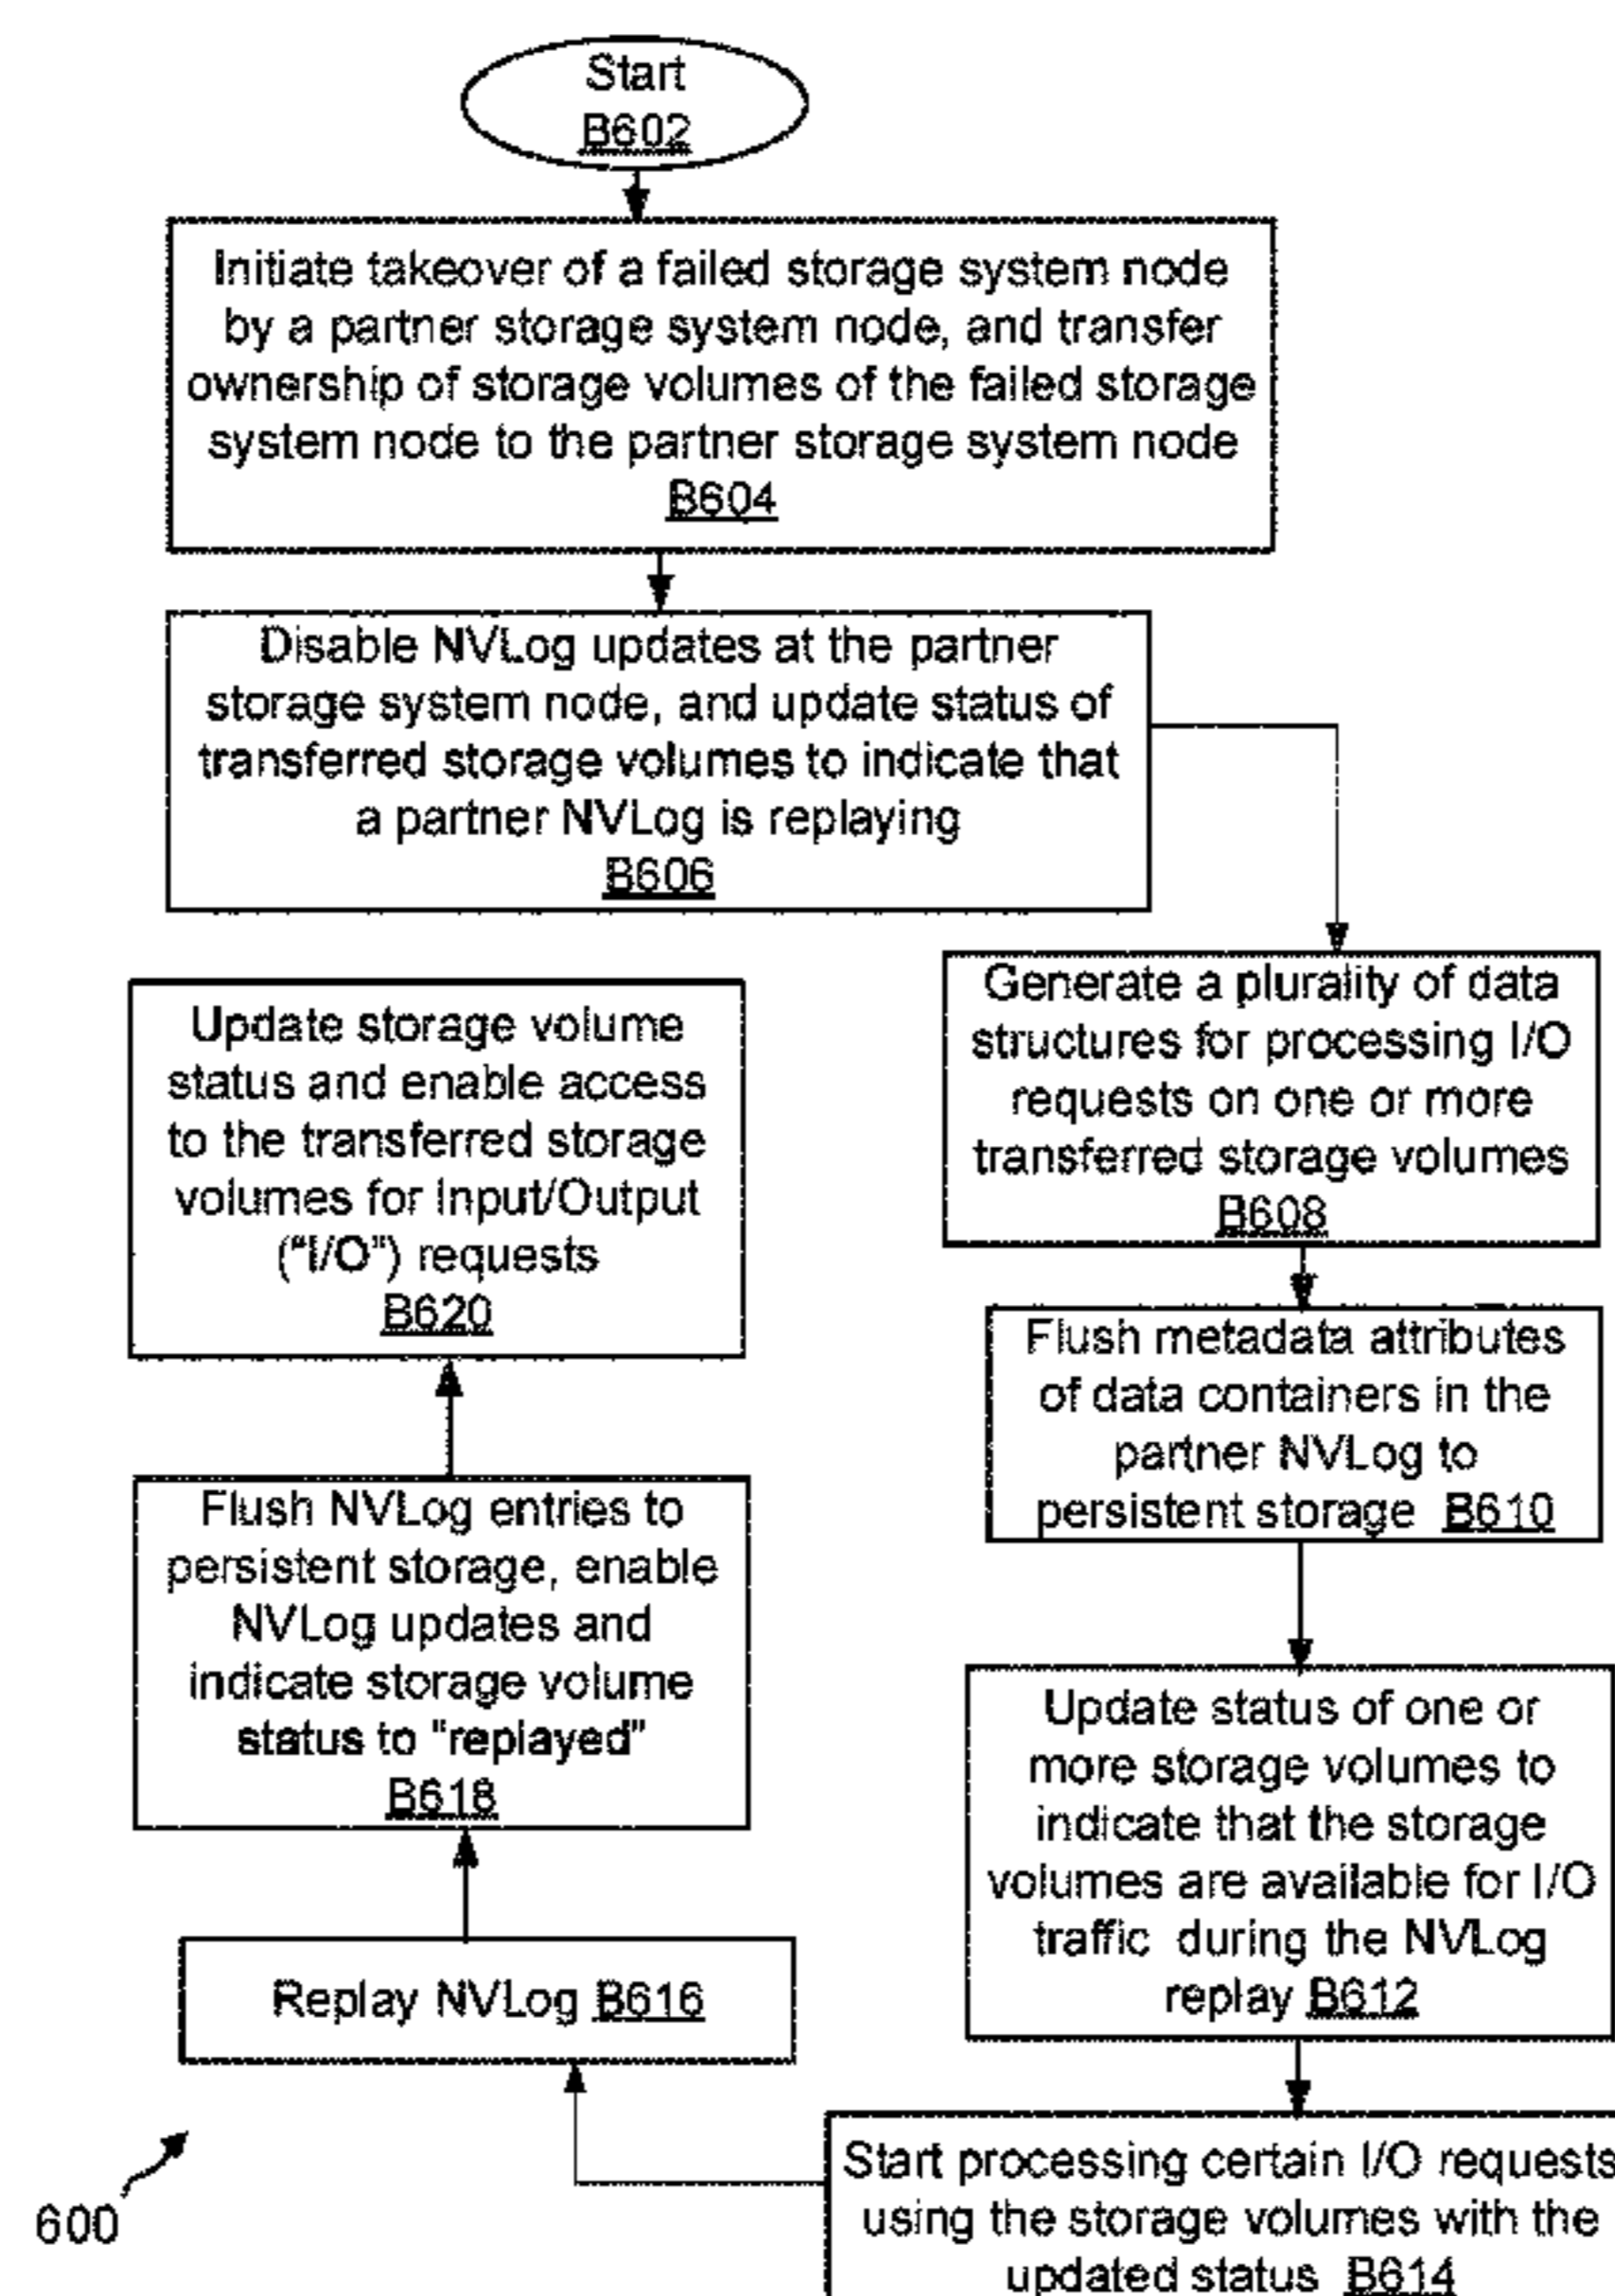 Start
B602
Initiate takeover of a failed storage system node
by a partner storage system node, and transfer
ownership of storage volumes of the failed storage
system node to the partner storage system node
B604
Disable NVLog updates at the partner
storage system node, and update status of
transferred storage volumes to indicate that
a partner NVLog is replaying
B606
Generate a plurality of data
structures for processing I/O
requests on one or more
transferred storage volumes
B608
Flush metadata attributes
of data containers in the
partner NVLog to
persistent storage B610
Update status of one or
more storage volumes to
indicate that the storage
volumes are available for I/O
traffic during the NVLog
replay B612
Start processing certain I/O requests
using the storage volumes with the
updated status B614
Replay NVLog B616
Flush NVLog entries to
persistent storage, enable
NVLog updates and
indicate storage volume
status to "replayed"
B618
Update storage volume
status and enable access
to the transferred storage
volumes for Input/Output
("I/O") requests
B620
600